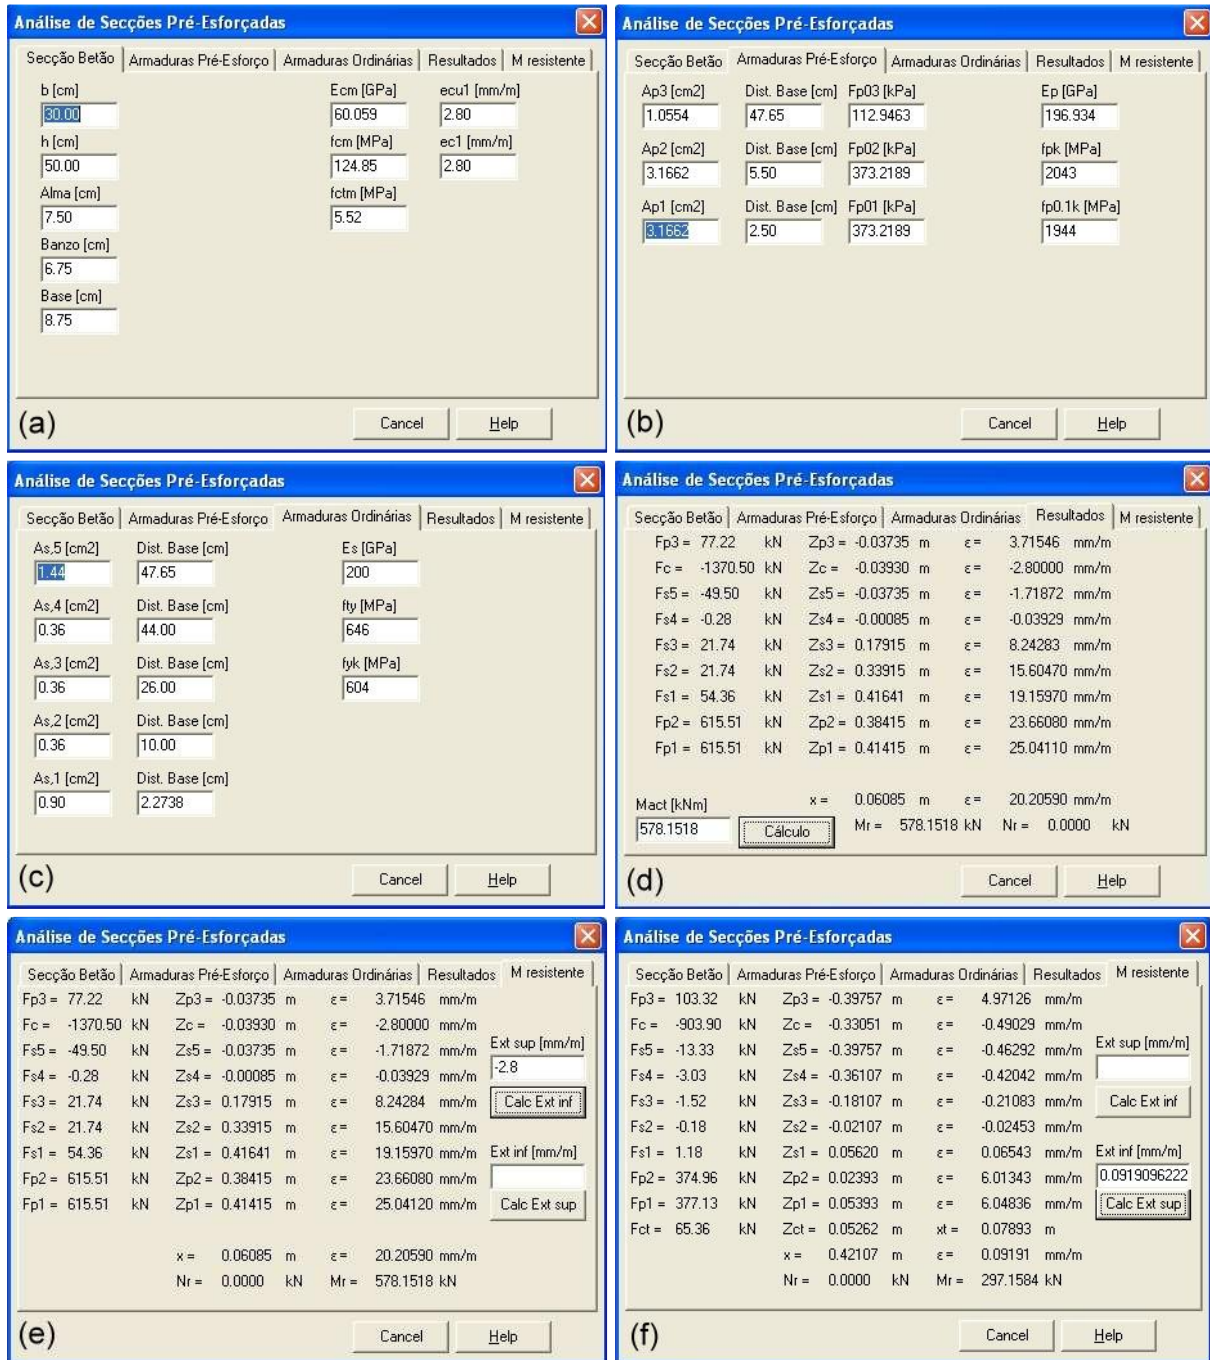 Análise de Secções Pré-Esforçadas
Secção Betão Armaduras Pré-Esforço Armaduras Ordinárias Resultados M resistente
b [cm] Ecm [GPa] ecu1 [mm/m]
30.00 60.059 2.80
h [cm] fcm [MPa] ec1 [mm/m]
50.00 124.85 2.80
Alma [cm] fctm [MPa]
7.50 5.52
Banzo [cm]
6.75
Base [cm]
8.75
(a) Cancel Help
Análise de Secções Pré-Esforçadas
Secção Betão Armaduras Pré-Esforço Armaduras Ordinárias Resultados M resistente
Ap3 [cm2] Dist. Base [cm] Fp03 [kPa] Ep [GPa]
1.0554 47.65 112.9463 196.934
Ap2 [cm2] Dist. Base [cm] Fp02 [kPa] fpk [MPa]
3.1662 5.50 373.2189 2043
Ap1 [cm2] Dist. Base [cm] Fp01 [kPa] fp0.1k [MPa]
3.1662 2.50 373.2189 1944
(b) Cancel Help
Análise de Secções Pré-Esforçadas
Secção Betão Armaduras Pré-Esforço Armaduras Ordinárias Resultados M resistente
As,5 [cm2] Dist. Base [cm] Es [GPa]
1.44 47.65 200
As,4 [cm2] Dist. Base [cm] fty [MPa]
0.36 44.00 646
As,3 [cm2] Dist. Base [cm] fyk [MPa]
0.36 26.00 604
As,2 [cm2] Dist. Base [cm]
0.36 10.00
As,1 [cm2] Dist. Base [cm]
0.90 2.2738
(c) Cancel Help
Análise de Secções Pré-Esforçadas
Secção Betão Armaduras Pré-Esforço Armaduras Ordinárias Resultados M resistente
Fp3 = 77.22 kN Zp3 = -0.03735 m ε = 3.71546 mm/m
Fc = -1370.50 kN Zc = -0.03930 m ε = -2.80000 mm/m
Fs5 = -49.50 kN Zs5 = -0.03735 m ε = -1.71872 mm/m
Fs4 = -0.28 kN Zs4 = -0.00085 m ε = -0.03929 mm/m
Fs3 = 21.74 kN Zs3 = 0.17915 m ε = 8.24283 mm/m
Fs2 = 21.74 kN Zs2 = 0.33915 m ε = 15.60470 mm/m
Fs1 = 54.36 kN Zs1 = 0.41641 m ε = 19.15970 mm/m
Fp2 = 615.51 kN Zp2 = 0.38415 m ε = 23.66080 mm/m
Fp1 = 615.51 kN Zp1 = 0.41415 m ε = 25.04110 mm/m
Mact [kNm] x = 0.06085 m ε = 20.20590 mm/m
578.1518 Cálculo Mr = 578.1518 kN Nr = 0.0000 kN
(d) Cancel Help
Análise de Secções Pré-Esforçadas
Secção Betão Armaduras Pré-Esforço Armaduras Ordinárias Resultados M resistente
Fp3 = 77.22 kN Zp3 = -0.03735 m ε = 3.71546 mm/m
Fc = -1370.50 kN Zc = -0.03930 m ε = -2.80000 mm/m
Fs5 = -49.50 kN Zs5 = -0.03735 m ε = -1.71872 mm/m Ext sup [mm/m]
Fs4 = -0.28 kN Zs4 = -0.00085 m ε = -0.03929 mm/m -2.8
Fs3 = 21.74 kN Zs3 = 0.17915 m ε = 8.24284 mm/m Calc Ext inf
Fs2 = 21.74 kN Zs2 = 0.33915 m ε = 15.60470 mm/m
Fs1 = 54.36 kN Zs1 = 0.41641 m ε = 19.15970 mm/m Ext inf [mm/m]
Fp2 = 615.51 kN Zp2 = 0.38415 m ε = 23.66080 mm/m
Fp1 = 615.51 kN Zp1 = 0.41415 m ε = 25.04120 mm/m Calc Ext sup
x = 0.06085 m ε = 20.20590 mm/m
Nr = 0.0000 kN Mr = 578.1518 kN
(e) Cancel Help
Análise de Secções Pré-Esforçadas
Secção Betão Armaduras Pré-Esforço Armaduras Ordinárias Resultados M resistente
Fp3 = 103.32 kN Zp3 = -0.39757 m ε = 4.97126 mm/m
Fc = -903.90 kN Zc = -0.33051 m ε = -0.49029 mm/m
Fs5 = -13.33 kN Zs5 = -0.39757 m ε = -0.46292 mm/m Ext sup [mm/m]
Fs4 = -3.03 kN Zs4 = -0.36107 m ε = -0.42042 mm/m
Fs3 = -1.52 kN Zs3 = -0.18107 m ε = -0.21083 mm/m Calc Ext inf
Fs2 = -0.18 kN Zs2 = -0.02107 m ε = -0.02453 mm/m
Fs1 = 1.18 kN Zs1 = 0.05620 m ε = 0.06543 mm/m Ext inf [mm/m]
Fp2 = 374.96 kN Zp2 = 0.02393 m ε = 6.01343 mm/m 0.0919096222
Fp1 = 377.13 kN Zp1 = 0.05393 m ε = 6.04836 mm/m Calc Ext sup
Fct = 65.36 kN Zct = 0.05262 m xt = 0.07893 m
x = 0.42107 m ε = 0.09191 mm/m
Nr = 0.0000 kN Mr = 297.1584 kN
(f) Cancel Help